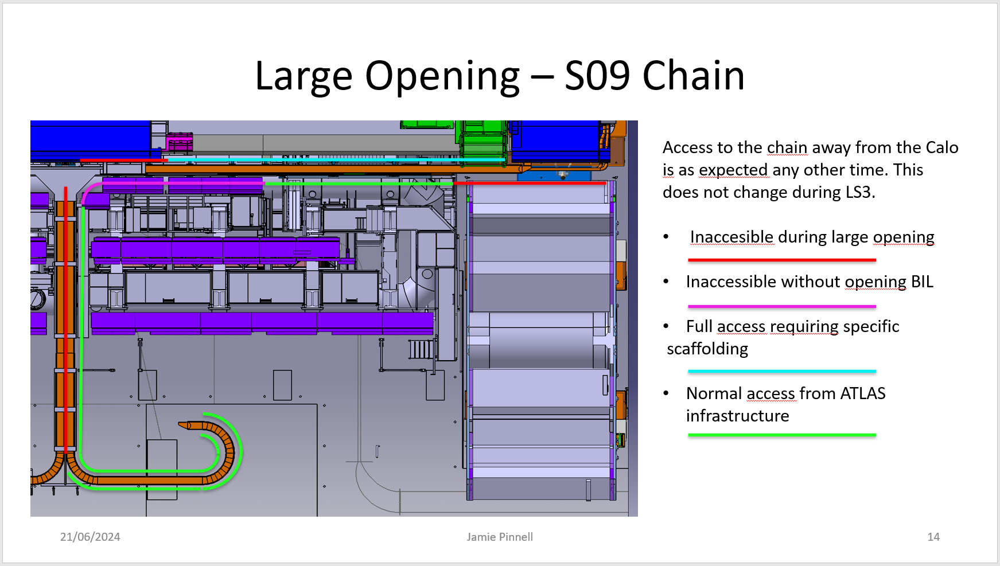 Large Opening – S09 Chain
Access to the chain away from the Calo
is as expected any other time. This
does not change during LS3.
• Inaccesible during large opening
• Inaccessible without opening BIL
• Full access requiring specific
scaffolding
• Normal access from ATLAS
infrastructure
21/06/2024
Jamie Pinnell
14